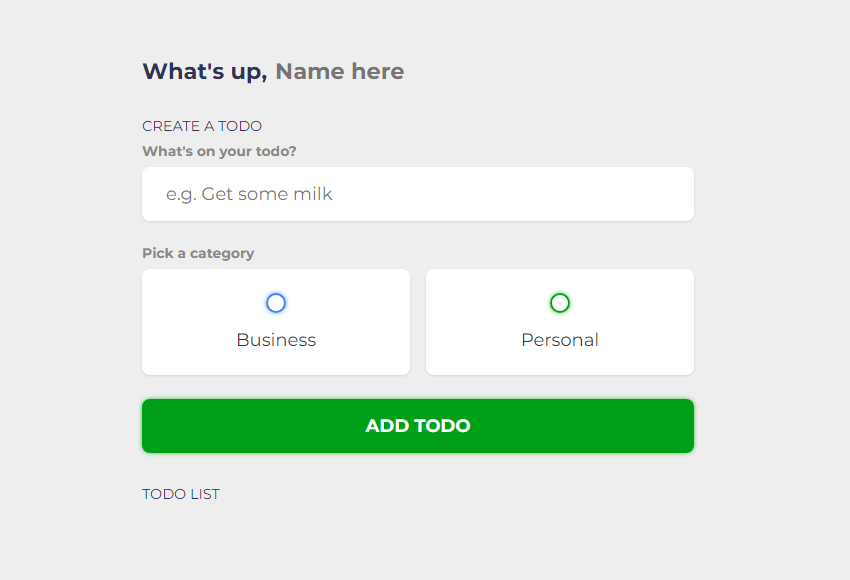 What's up, Name here
CREATE A TODO
What's on your todo?
e.g. Get some milk
Pick a category
Business
Personal
ADD TODO
TODO LIST